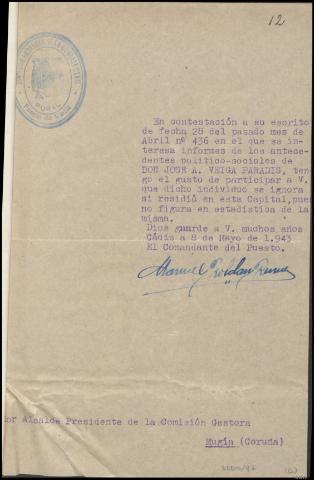 12
RURAL
En contestación a su escrito
de fecha 28 del pasado mes de
Abril nº 436 en el que se in-
teresa informes de los antece-
dentes político-sociales de
DON JOSE A. VEIGA PARADIS, ten-
go el gusto de participar a V.
que dicho individuo se ignora
si residió en esta Capital, pues
no figura en estadistica de la
misma.
Dios guarde a V. muchos años
Cádiz a 8 de Mayo de 1.943
El Comandante del Puesto.
Manuel Roldan
or Alcalde Presidente de la Comisión Gestora
Mugía (Coruña)